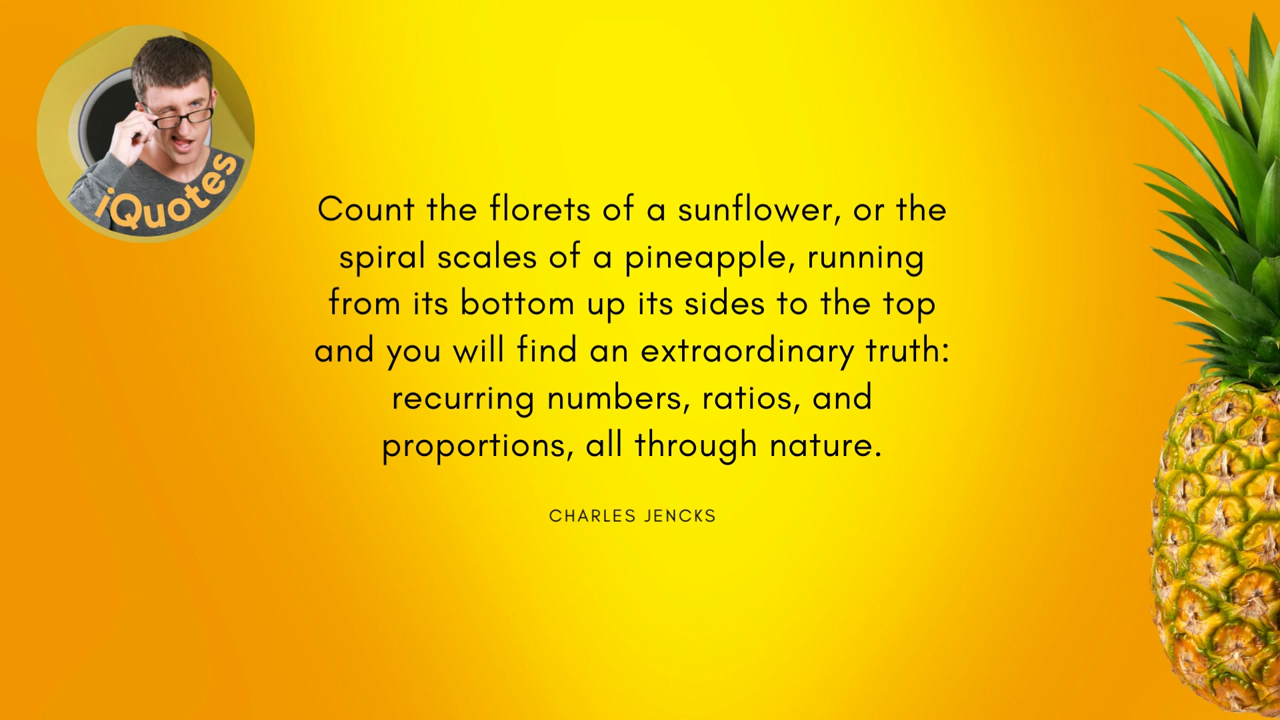 iQuotes
Count the florets of a sunflower, or the
spiral scales of a pineapple, running
from its bottom up its sides to the top
and you will find an extraordinary truth:
recurring numbers, ratios, and
proportions, all through nature.
CHARLES JENCKS